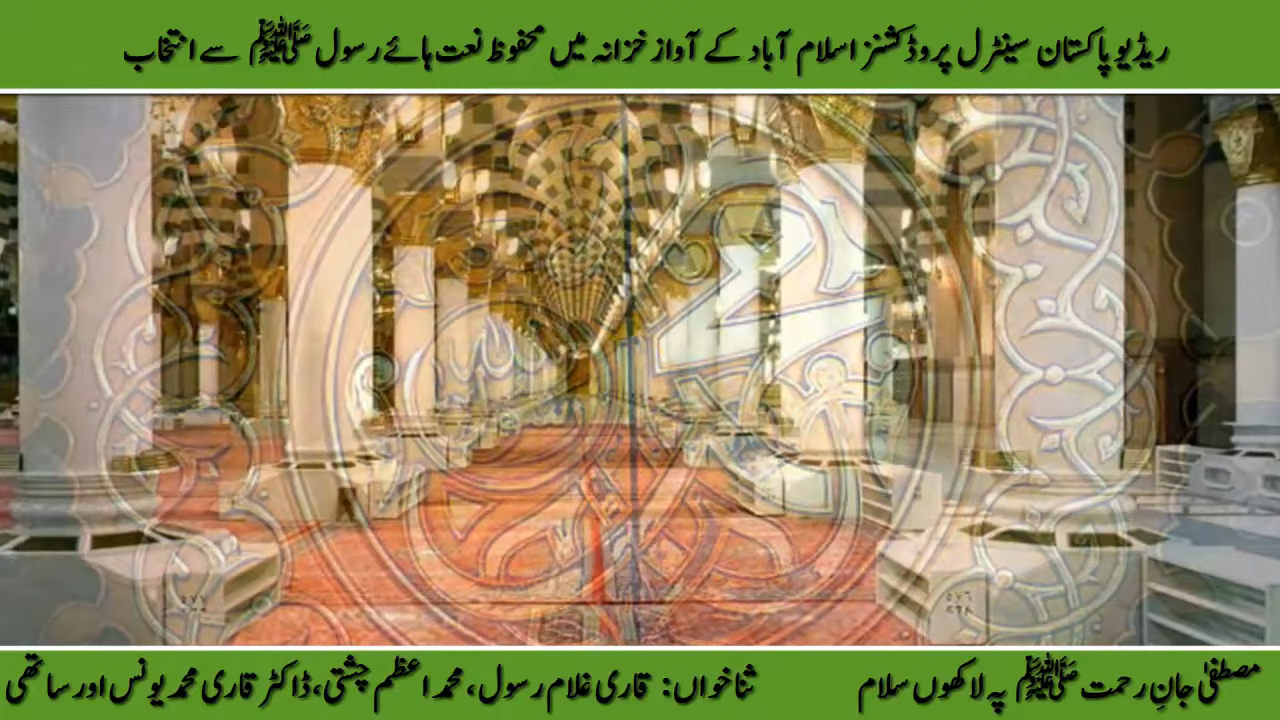 ریڈیو پاکستان سینٹرل پروڈکشنز اسلام آباد کے آواز خزانہ میں محفوظ نعت ہائے رسول ﷺ سے انتخاب
مصطفیٰ جانِ رحمت ﷺ پہ لاکھوں سلام
ثناخواں: قاری غلام رسول، محمد اعظم چشتی، ڈاکٹر قاری محمد یونس اور ساتھی